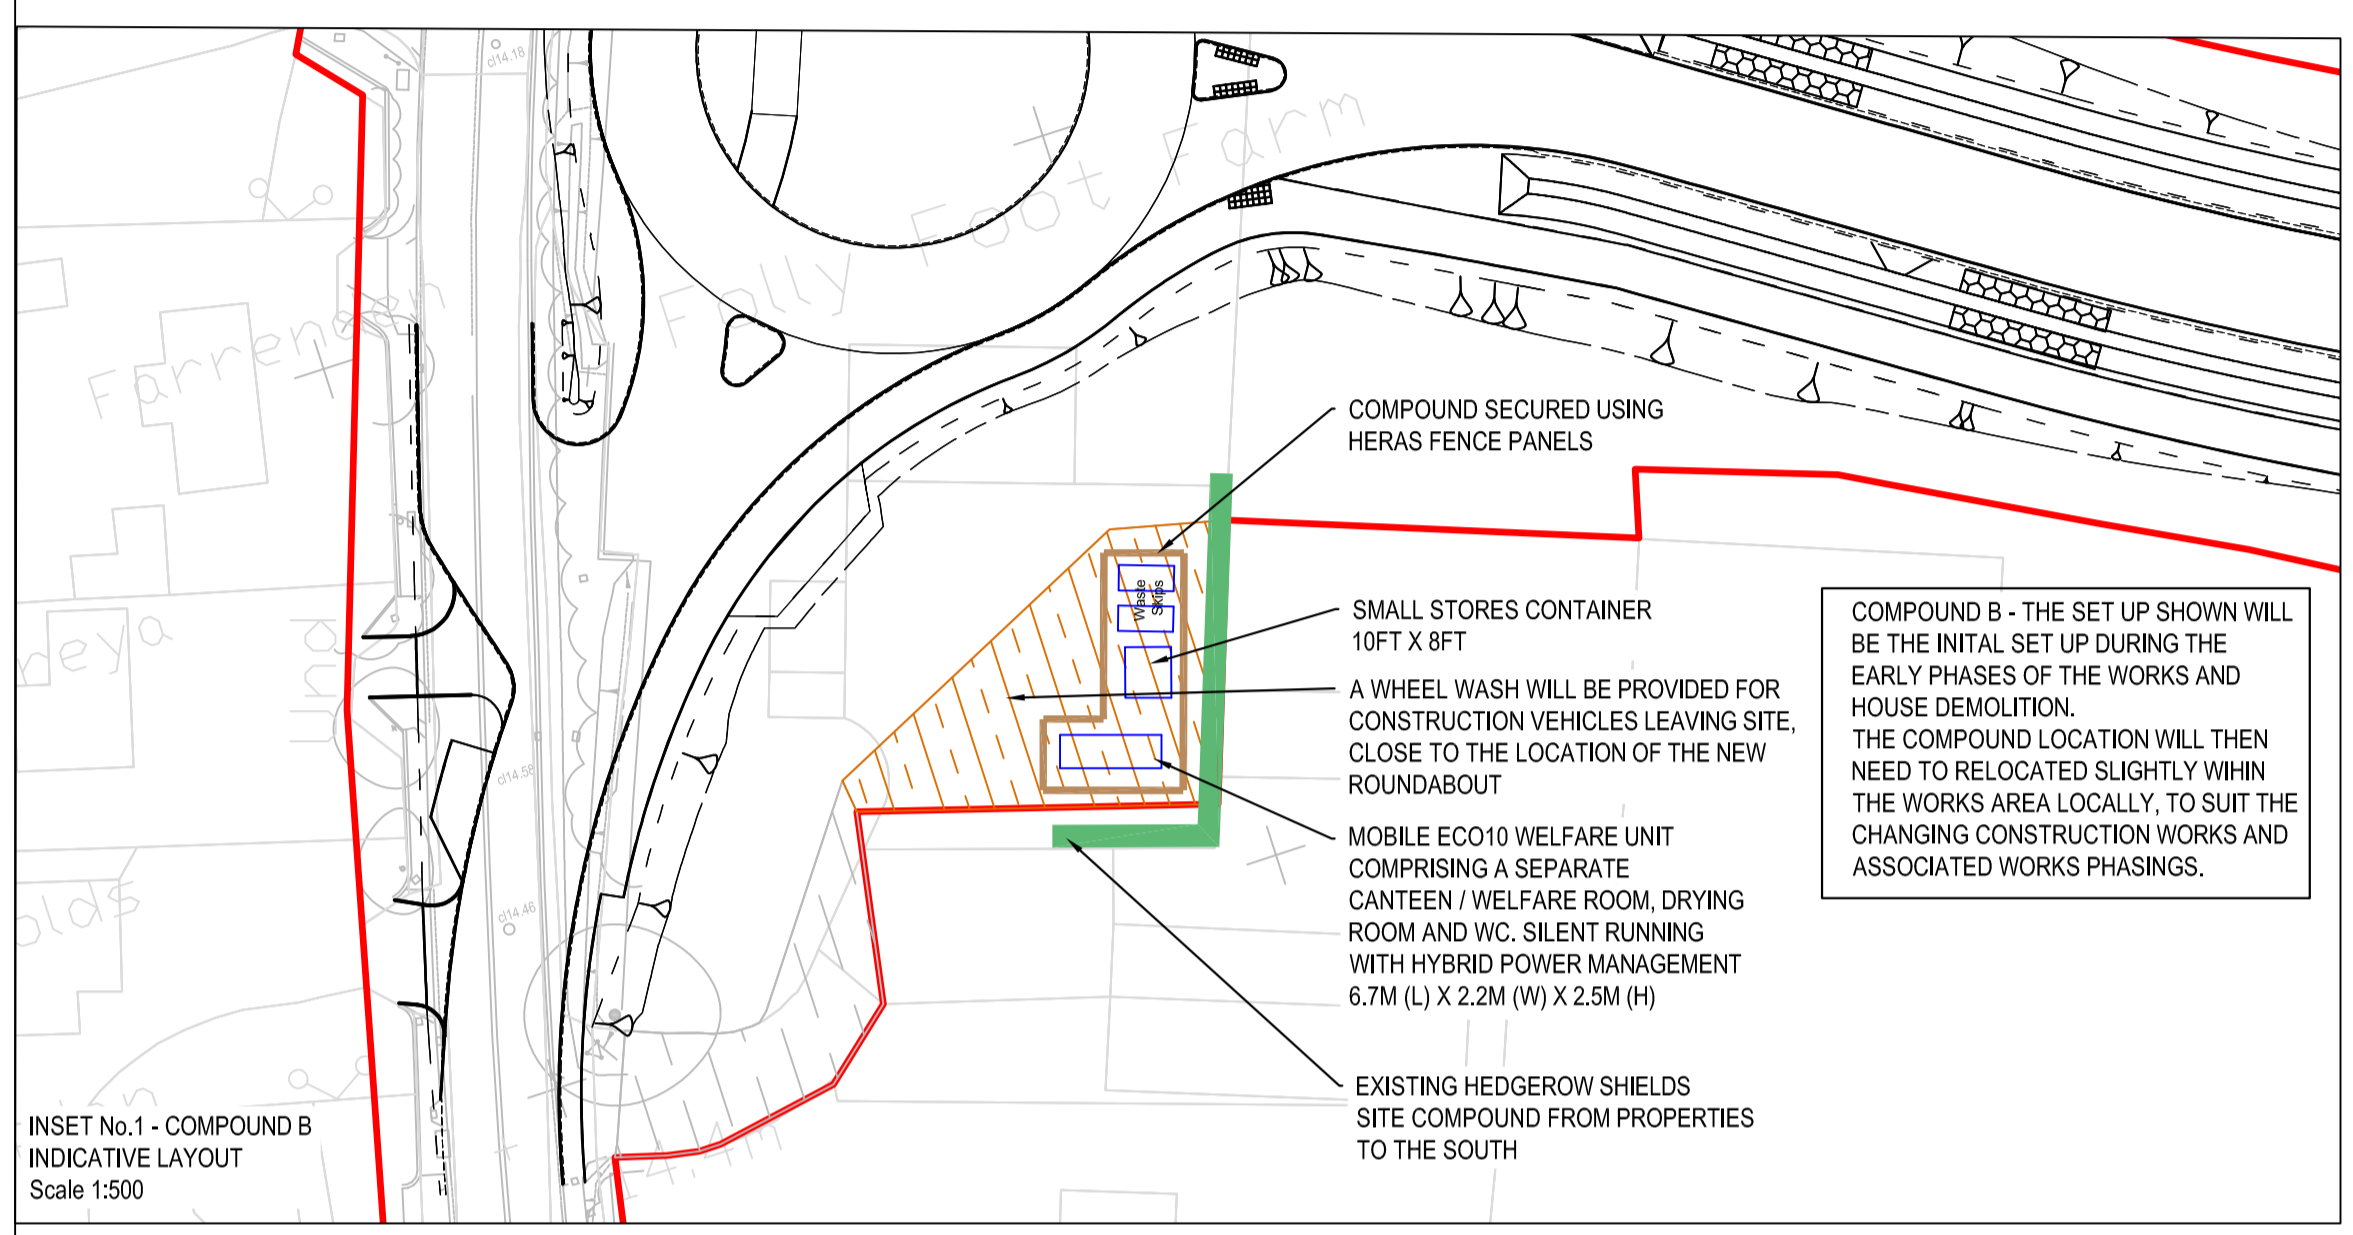 cl14.18
Folly Foot Farm
Farrenden
COMPOUND SECURED USING
HERAS FENCE PANELS
Waste
Skips
SMALL STORES CONTAINER
10FT X 8FT
A WHEEL WASH WILL BE PROVIDED FOR
CONSTRUCTION VEHICLES LEAVING SITE,
CLOSE TO THE LOCATION OF THE NEW
ROUNDABOUT
MOBILE ECO10 WELFARE UNIT
COMPRISING A SEPARATE
CANTEEN / WELFARE ROOM, DRYING
ROOM AND WC. SILENT RUNNING
WITH HYBRID POWER MANAGEMENT
6.7M (L) X 2.2M (W) X 2.5M (H)
EXISTING HEDGEROW SHIELDS
SITE COMPOUND FROM PROPERTIES
TO THE SOUTH
COMPOUND B - THE SET UP SHOWN WILL
BE THE INITAL SET UP DURING THE
EARLY PHASES OF THE WORKS AND
HOUSE DEMOLITION.
THE COMPOUND LOCATION WILL THEN
NEED TO RELOCATED SLIGHTLY WIHIN
THE WORKS AREA LOCALLY, TO SUIT THE
CHANGING CONSTRUCTION WORKS AND
ASSOCIATED WORKS PHASINGS.
reya
cl14.58
olds
cl14.46
14.4m
INSET No.1 - COMPOUND B
INDICATIVE LAYOUT
Scale 1:500